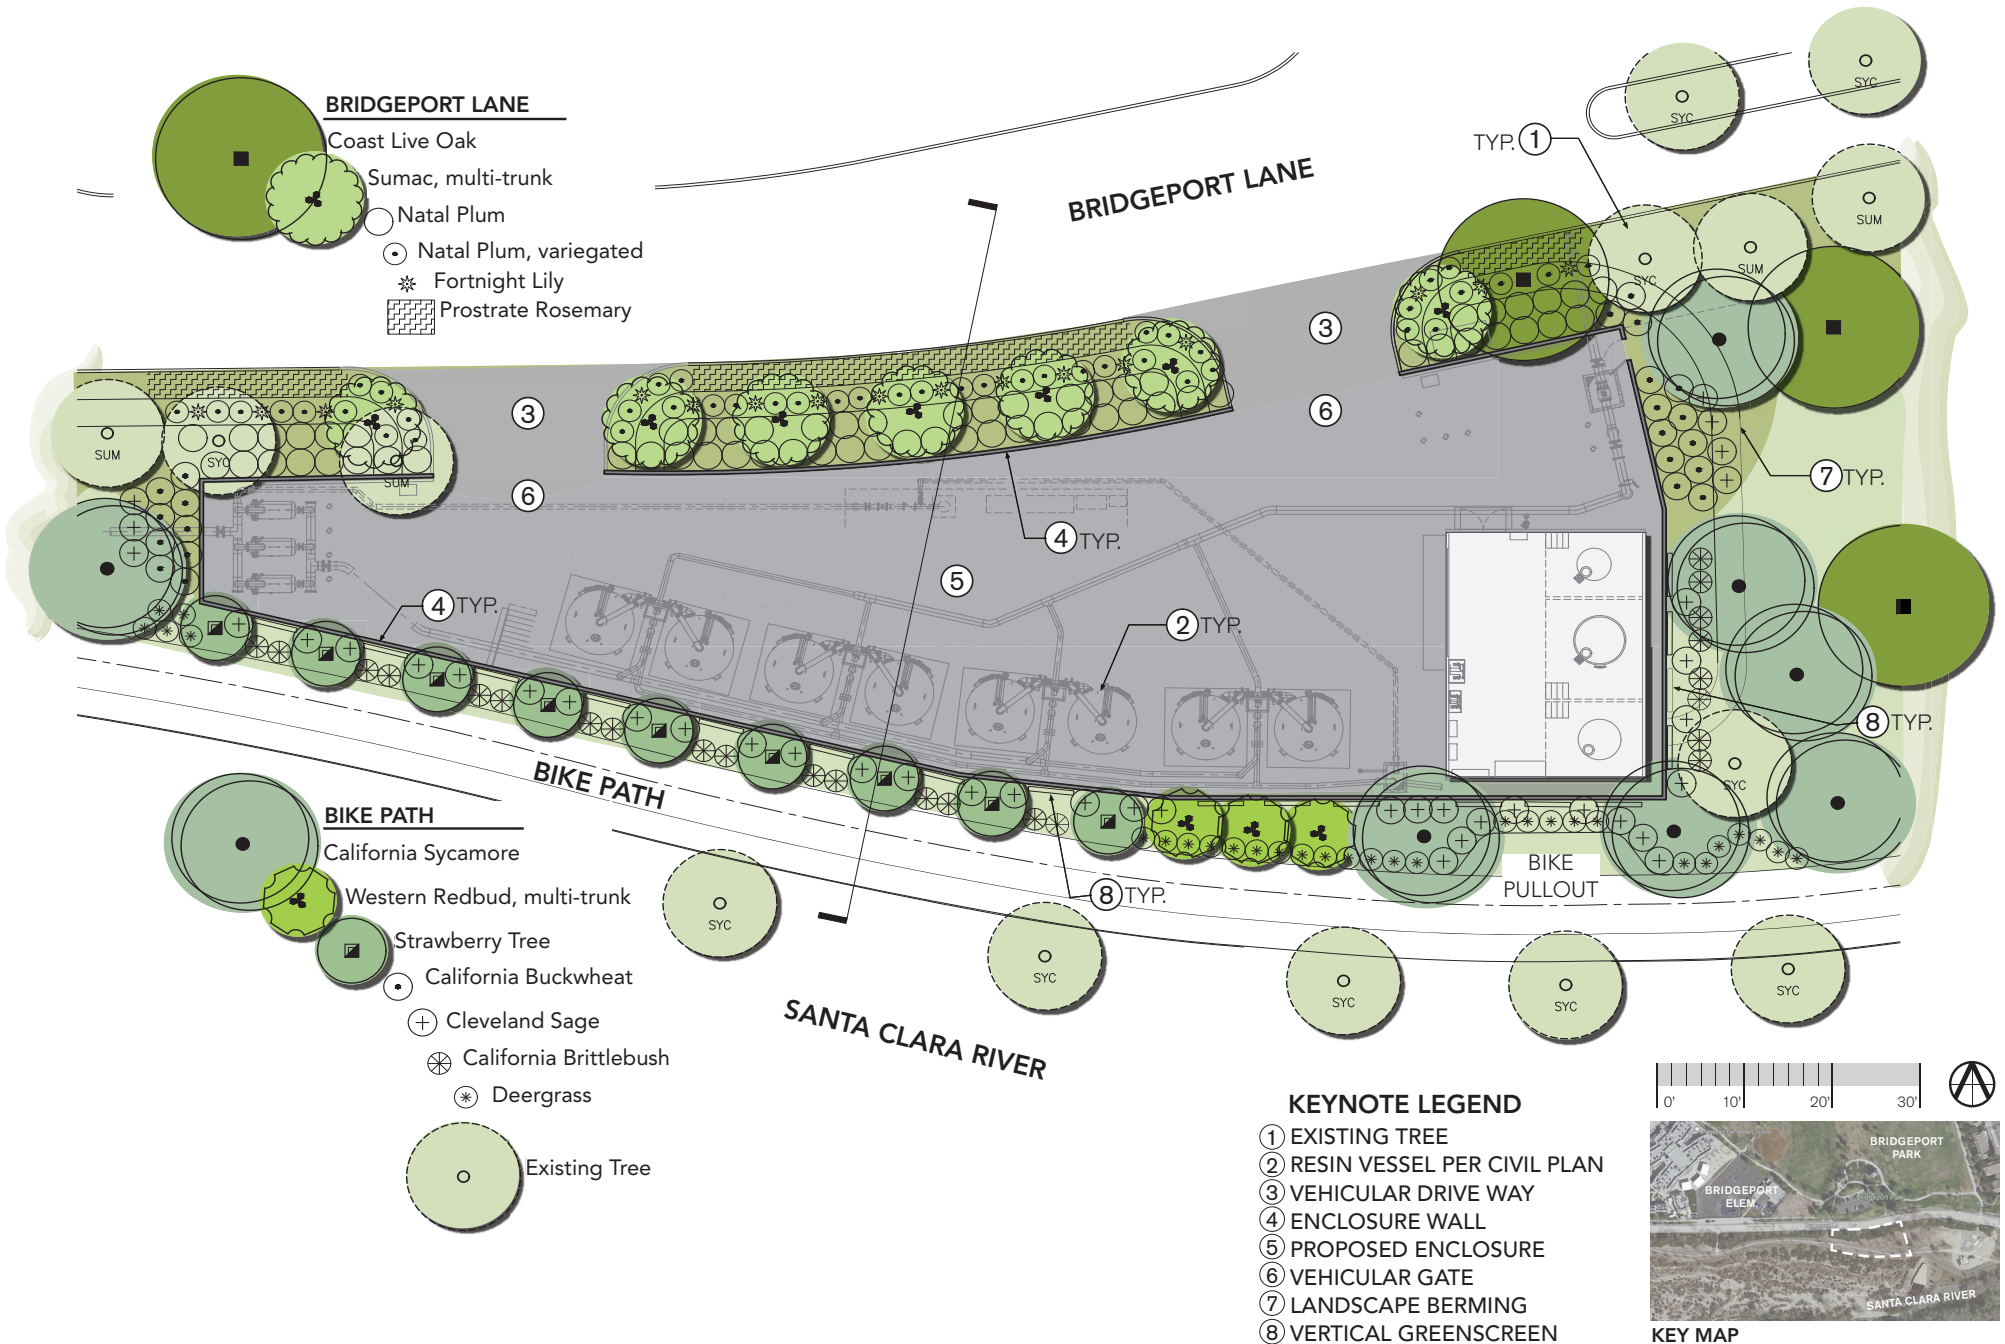 BRIDGEPORT LANE
Coast Live Oak
Sumac, multi-trunk
Natal Plum
Natal Plum, variegated
Fortnight Lily
Prostrate Rosemary
BRIDGEPORT LANE
TYP. 1
SYC
SYC
SUM
SYC
SUM
3
3
6
6
SUM
SYC
SUM
7 TYP.
4 TYP.
5
4 TYP.
2 TYP.
8 TYP.
SYC
BIKE PATH
BIKE
PULLOUT
8 TYP.
SYC
SYC
SYC
SYC
SYC
SANTA CLARA RIVER
BIKE PATH
California Sycamore
Western Redbud, multi-trunk
Strawberry Tree
California Buckwheat
Cleveland Sage
California Brittlebush
Deergrass
Existing Tree
KEYNOTE LEGEND
1 EXISTING TREE
2 RESIN VESSEL PER CIVIL PLAN
3 VEHICULAR DRIVE WAY
4 ENCLOSURE WALL
5 PROPOSED ENCLOSURE
6 VEHICULAR GATE
7 LANDSCAPE BERMING
8 VERTICAL GREENSCREEN
0' 10' 20' 30'
BRIDGEPORT
PARK
BRIDGEPORT
ELEM.
Bridgeport Park
SANTA CLARA RIVER
KEY MAP